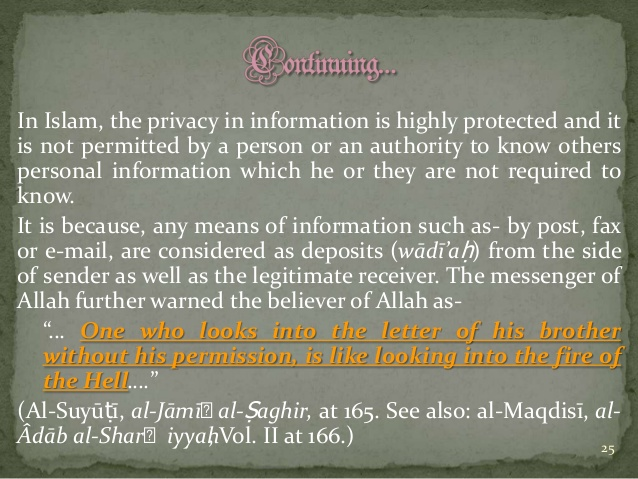 Continuing...
In Islam, the privacy in information is highly protected and it
is not permitted by a person or an authority to know others
personal information which he or they are not required to
know.
It is because, any means of information such as- by post, fax
or e-mail, are considered as deposits (wādī’aḥ) from the side
of sender as well as the legitimate receiver. The messenger of
Allah further warned the believer of Allah as-
“... One who looks into the letter of his brother
without his permission, is like looking into the fire of
the Hell....”
(Al-Suyūṭī, al-Jāmi⍰ al-Ṣaghir, at 165. See also: al-Maqdisī, al-
Âdāb al-Shar⍰iyyaḥ, Vol. II at 166.)
25